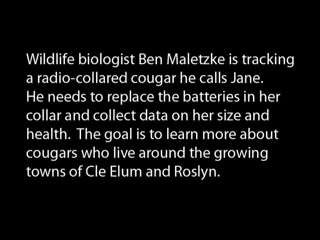 Wildlife biologist Ben Maletzke is tracking
a radio-collared cougar he calls Jane.
He needs to replace the batteries in her
collar and collect data on her size and
health.  The goal is to learn more about
cougars who live around the growing
towns of Cle Elum and Roslyn.